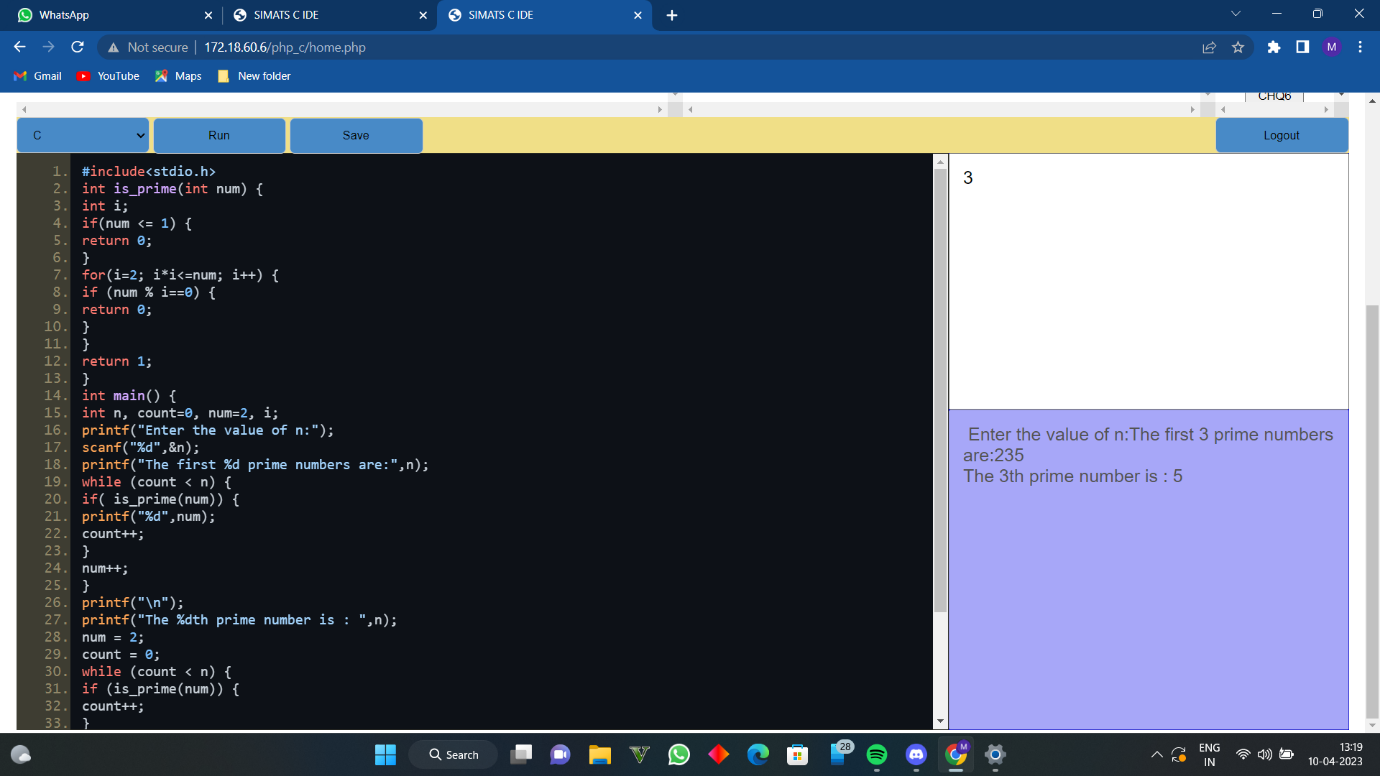 WhatsApp
SIMATS C IDE
SIMATS C IDE
Not secure
172.18.60.6/php_c/home.php
M
Gmail
YouTube
Maps
New folder
CHQ6
C
Run
Save
Logout
1. #include<stdio.h>
2. int is_prime(int num) {
3. int i;
4. if(num <= 1) {
5. return 0;
6. }
7. for(i=2; i*i<=num; i++) {
8. if (num % i==0) {
9. return 0;
10. }
11. }
12. return 1;
13. }
14. int main() {
15. int n, count=0, num=2, i;
16. printf("Enter the value of n:");
17. scanf("%d",&n);
18. printf("The first %d prime numbers are:",n);
19. while (count < n) {
20. if( is_prime(num)) {
21. printf("%d",num);
22. count++;
23. }
24. num++;
25. }
26. printf("\n");
27. printf("The %dth prime number is : ",n);
28. num = 2;
29. count = 0;
30. while (count < n) {
31. if (is_prime(num)) {
32. count++;
33. }
3
Enter the value of n:The first 3 prime numbers
are:235
The 3th prime number is : 5
Search
28
M
ENG
IN
13:19
10-04-2023